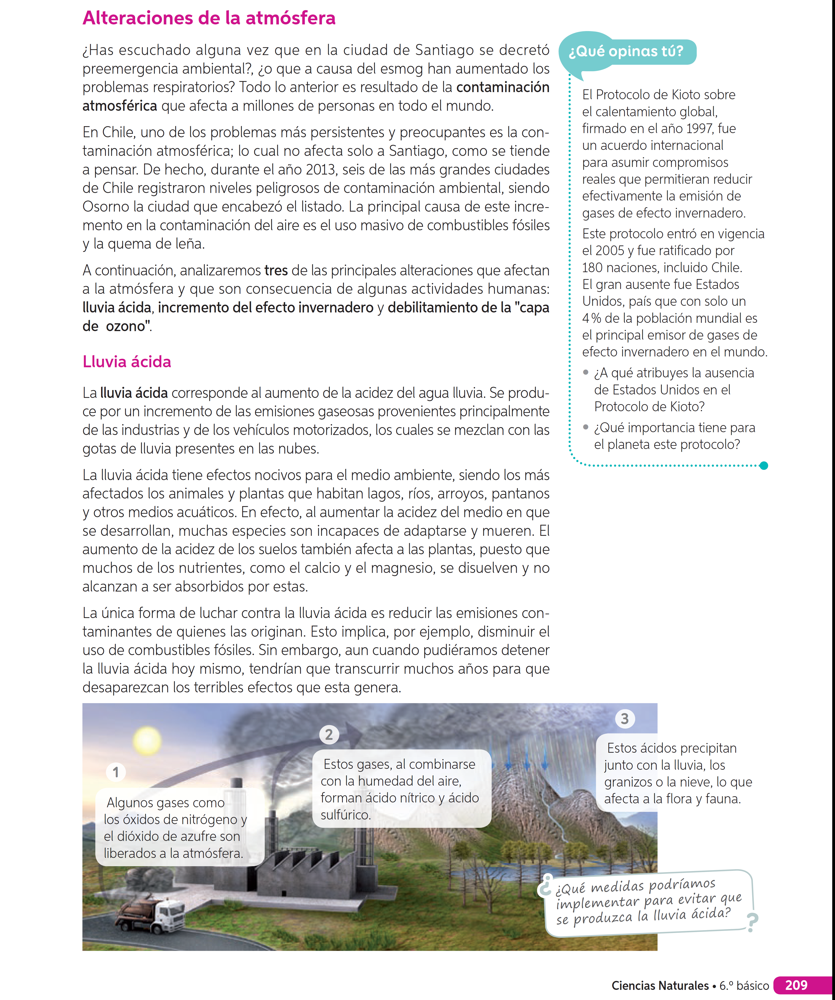 Alteraciones de la atmósfera
¿Has escuchado alguna vez que en la ciudad de Santiago se decretó
preemergencia ambiental?, ¿o que a causa del esmog han aumentado los
problemas respiratorios? Todo lo anterior es resultado de la contaminación
atmosférica que afecta a millones de personas en todo el mundo.
En Chile, uno de los problemas más persistentes y preocupantes es la con-
taminación atmosférica; lo cual no afecta solo a Santiago, como se tiende
a pensar. De hecho, durante el año 2013, seis de las más grandes ciudades
de Chile registraron niveles peligrosos de contaminación ambiental, siendo
Osorno la ciudad que encabezó el listado. La principal causa de este incre-
mento en la contaminación del aire es el uso masivo de combustibles fósiles
y la quema de leña.
A continuación, analizaremos tres de las principales alteraciones que afectan
a la atmósfera y que son consecuencia de algunas actividades humanas:
lluvia ácida, incremento del efecto invernadero y debilitamiento de la "capa
de ozono".
Lluvia ácida
La lluvia ácida corresponde al aumento de la acidez del agua lluvia. Se produ-
ce por un incremento de las emisiones gaseosas provenientes principalmente
de las industrias y de los vehículos motorizados, los cuales se mezclan con las
gotas de lluvia presentes en las nubes.
La lluvia ácida tiene efectos nocivos para el medio ambiente, siendo los más
afectados los animales y plantas que habitan lagos, ríos, arroyos, pantanos
y otros medios acuáticos. En efecto, al aumentar la acidez del medio en que
se desarrollan, muchas especies son incapaces de adaptarse y mueren. El
aumento de la acidez de los suelos también afecta a las plantas, puesto que
muchos de los nutrientes, como el calcio y el magnesio, se disuelven y no
alcanzan a ser absorbidos por estas.
La única forma de luchar contra la lluvia ácida es reducir las emisiones con-
taminantes de quienes las originan. Esto implica, por ejemplo, disminuir el
uso de combustibles fósiles. Sin embargo, aun cuando pudiéramos detener
la lluvia ácida hoy mismo, tendrían que transcurrir muchos años para que
desaparezcan los terribles efectos que esta genera.
¿Qué opinas tú?
El Protocolo de Kioto sobre
el calentamiento global,
firmado en el año 1997, fue
un acuerdo internacional
para asumir compromisos
reales que permitieran reducir
efectivamente la emisión de
gases de efecto invernadero.
Este protocolo entró en vigencia
el 2005 y fue ratificado por
180 naciones, incluido Chile.
El gran ausente fue Estados
Unidos, país que con solo un
4 % de la población mundial es
el principal emisor de gases de
efecto invernadero en el mundo.
• ¿A qué atribuyes la ausencia
de Estados Unidos en el
Protocolo de Kioto?
• ¿Qué importancia tiene para
el planeta este protocolo?
1
Algunos gases como
los óxidos de nitrógeno y
el dióxido de azufre son
liberados a la atmósfera.
2
Estos gases, al combinarse
con la humedad del aire,
forman ácido nítrico y ácido
sulfúrico.
3
Estos ácidos precipitan
junto con la lluvia, los
granizos o la nieve, lo que
afecta a la flora y fauna.
¿
¿Qué medidas podríamos
implementar para evitar que
se produzca la lluvia ácida?
?
Ciencias Naturales • 6.º básico 209